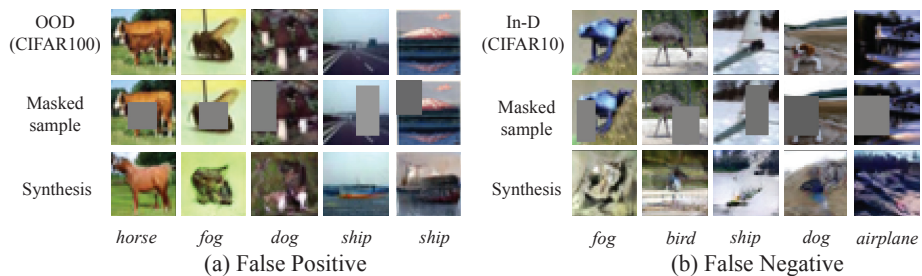 OOD
(CIFAR100)
Masked
sample
Synthesis
horse fog dog ship ship
(a) False Positive
In-D
(CIFAR10)
Masked
sample
Synthesis
fog bird ship dog airplane
(b) False Negative